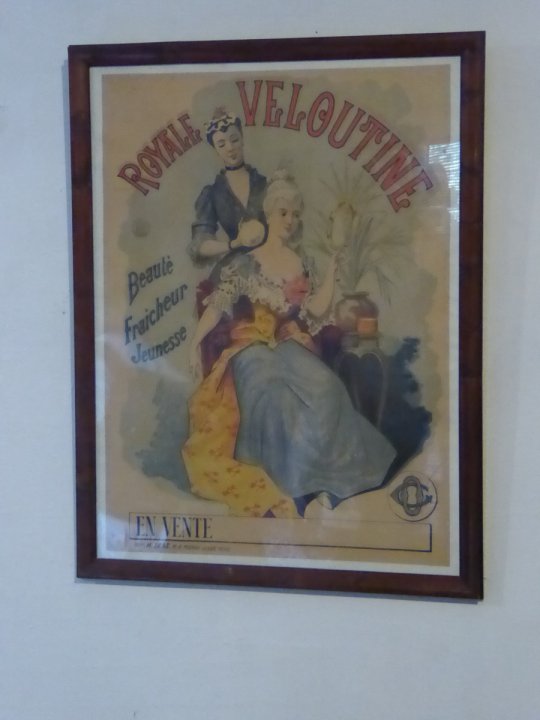 ROYALE VELOUTINE
Beauté
Fraicheur
Jeunesse
EN VENTE